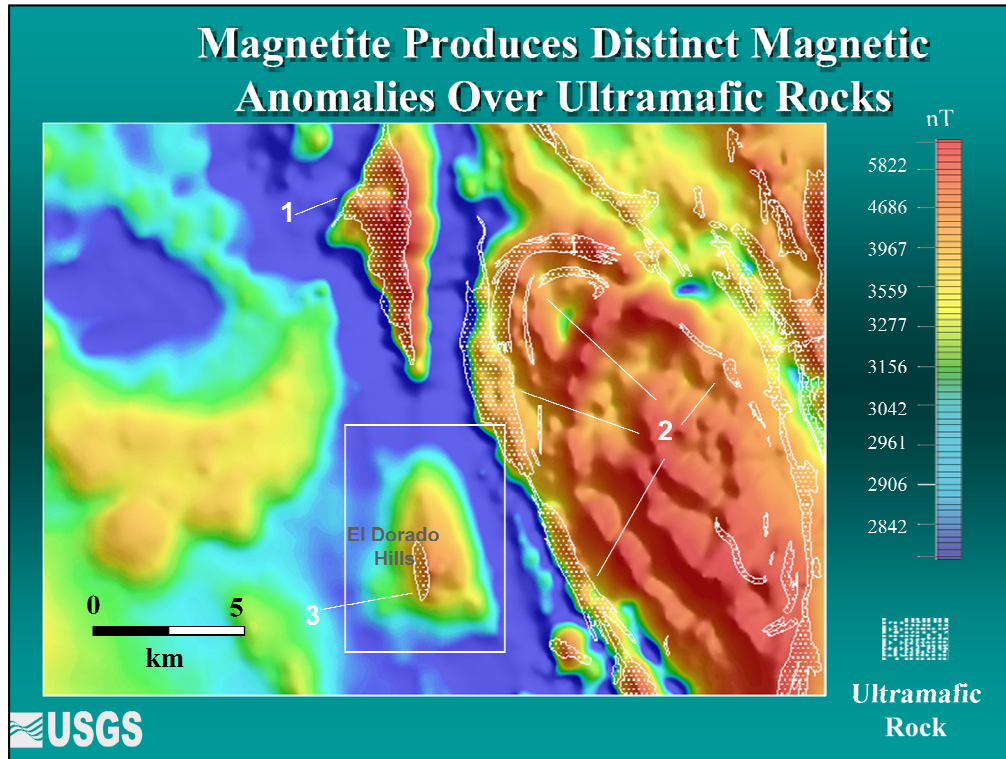 Magnetite Produces Distinct Magnetic
Anomalies Over Ultramafic Rocks
nT
5822
4686
3967
3559
3277
3156
3042
2961
2906
2842
1
2
El Dorado
Hills
3
0 5
km
Ultramafic
Rock
USGS